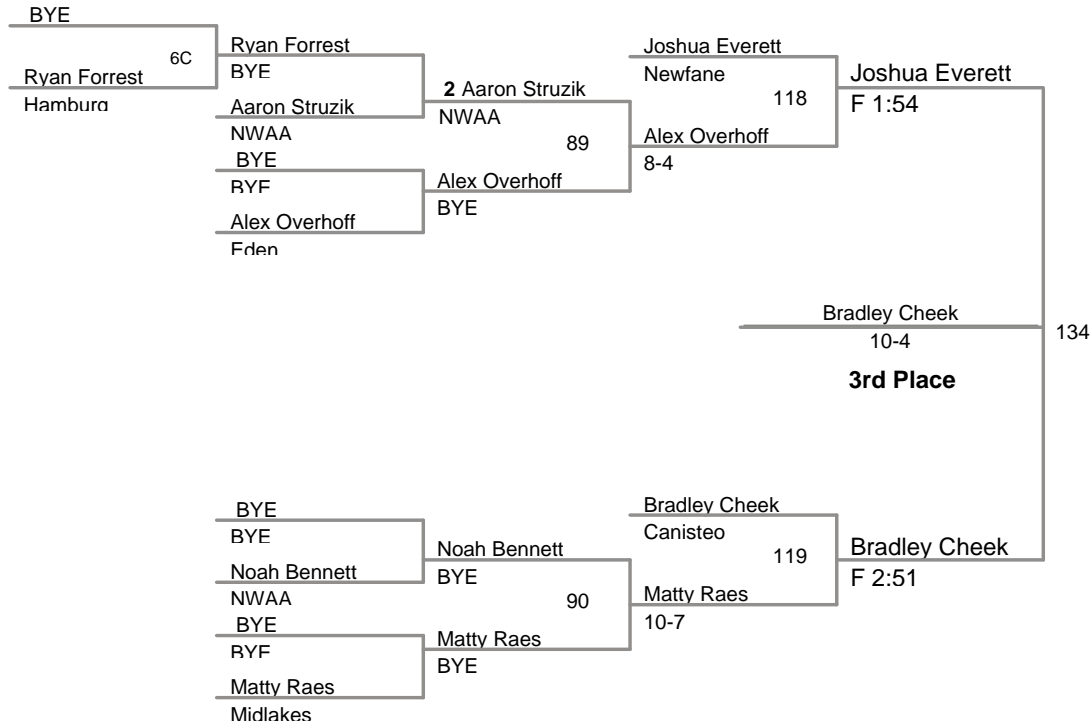 BYE
6C
Ryan Forrest
Hamburg
Ryan Forrest
BYE
Aaron Struzik
NWAA
BYE
BYE
Alex Overhoff
Eden
2 Aaron Struzik
NWAA
89
Alex Overhoff
BYE
Joshua Everett
Newfane
118
Alex Overhoff
8-4
Joshua Everett
F 1:54
Bradley Cheek
10-4
134
3rd Place
BYE
BYE
Noah Bennett
NWAA
BYE
BYE
Matty Raes
Midlakes
Noah Bennett
BYE
90
Matty Raes
BYE
Bradley Cheek
Canisteo
119
Matty Raes
10-7
Bradley Cheek
F 2:51